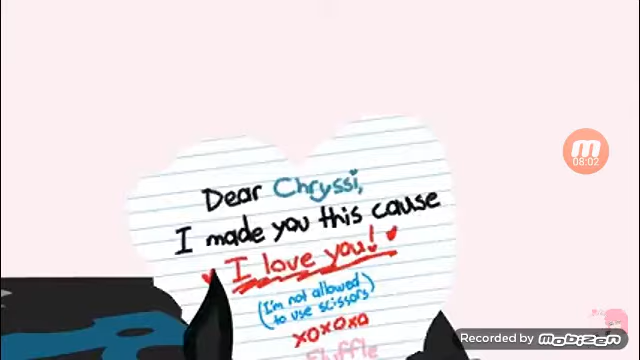 Dear Chryssi,
I made you this cause
I love you!
(I'm not allowed
to use scissors)
xoxoxo
Fluffle
M
08:02
Recorded by Mobizen